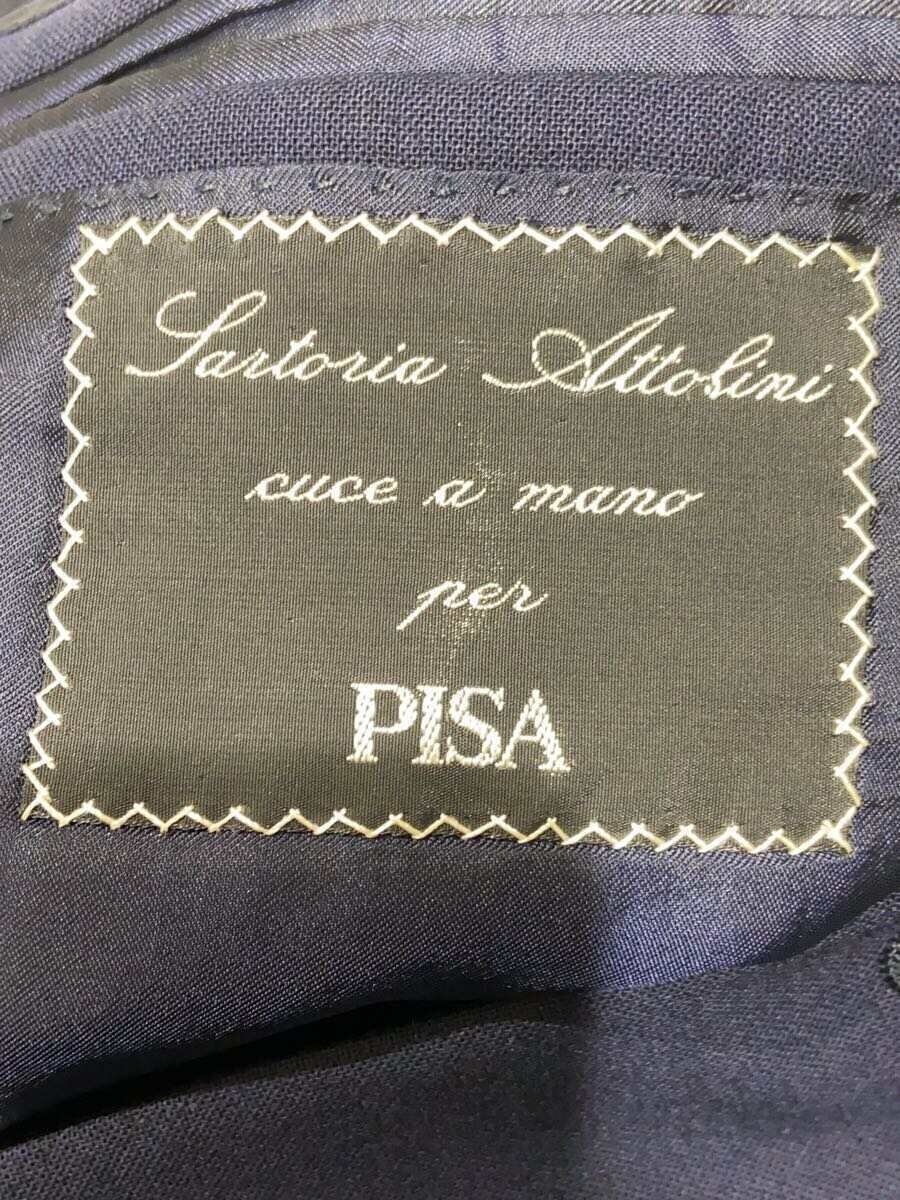 Sartoria Attolini
cuce a mano
per
PISA